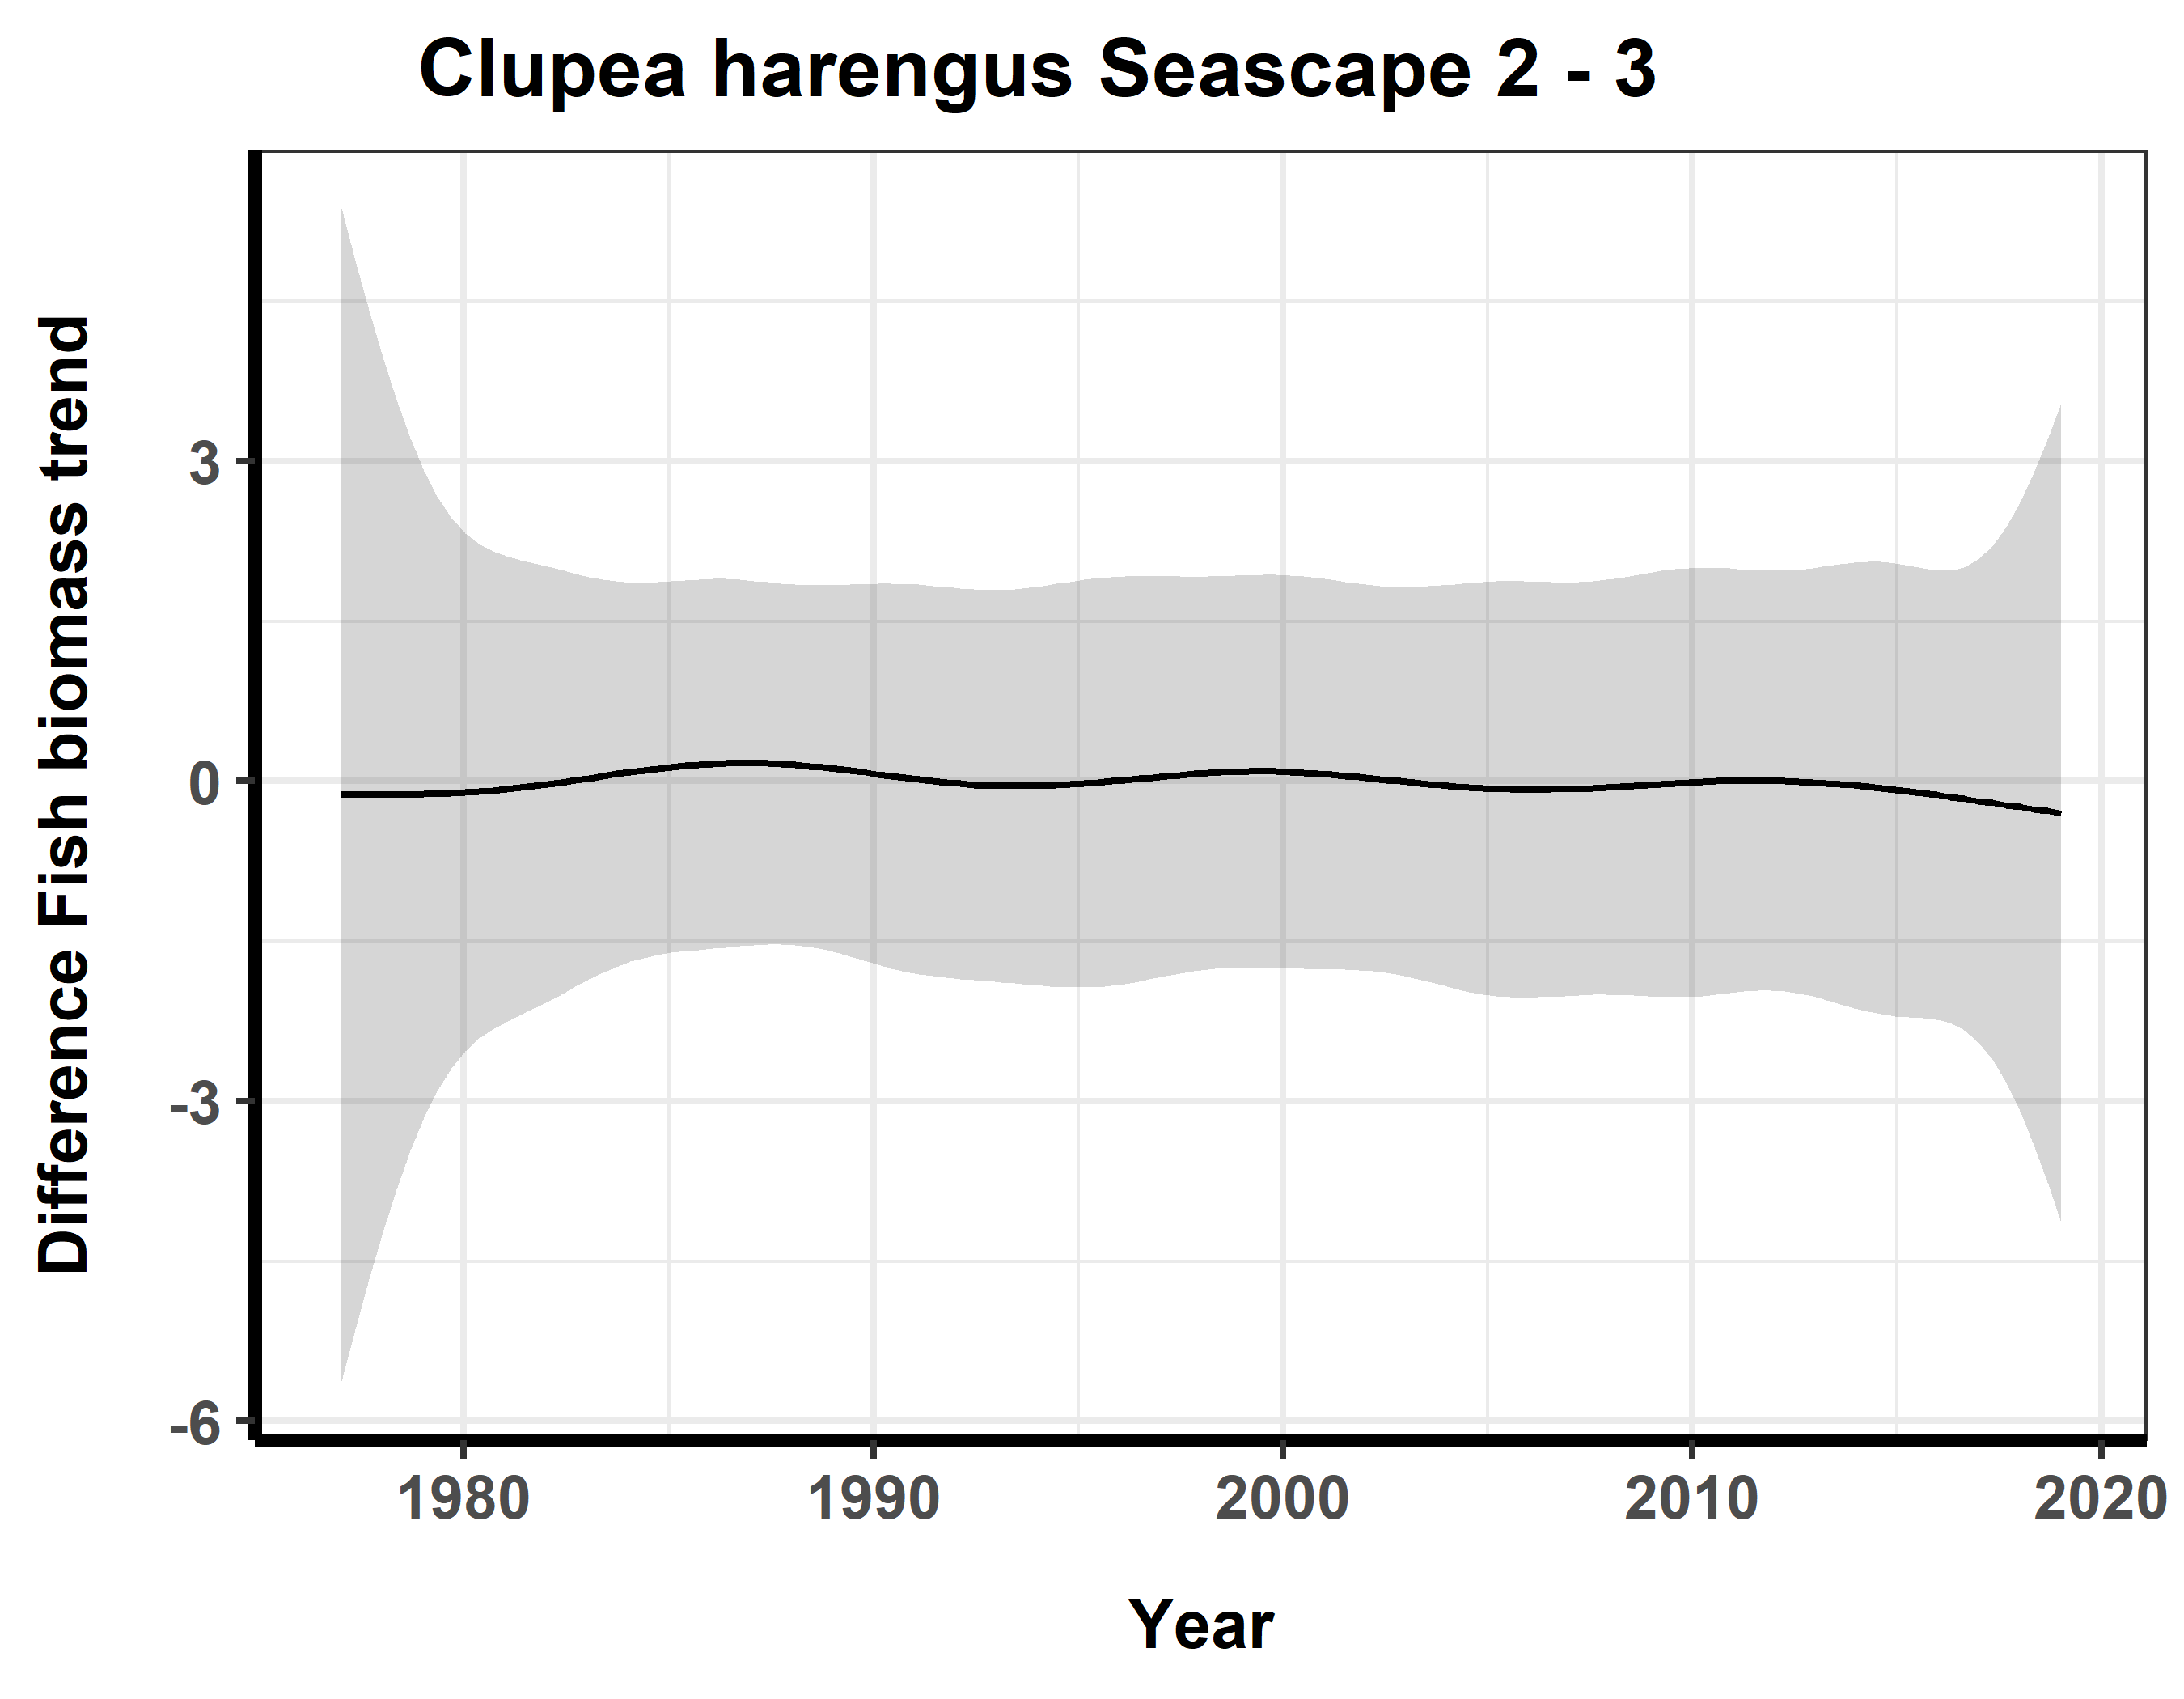 Clupea harengus Seascape 2 - 3
Difference Fish biomass trend
3
0
-3
-6
1980 1990 2000 2010 2020
Year